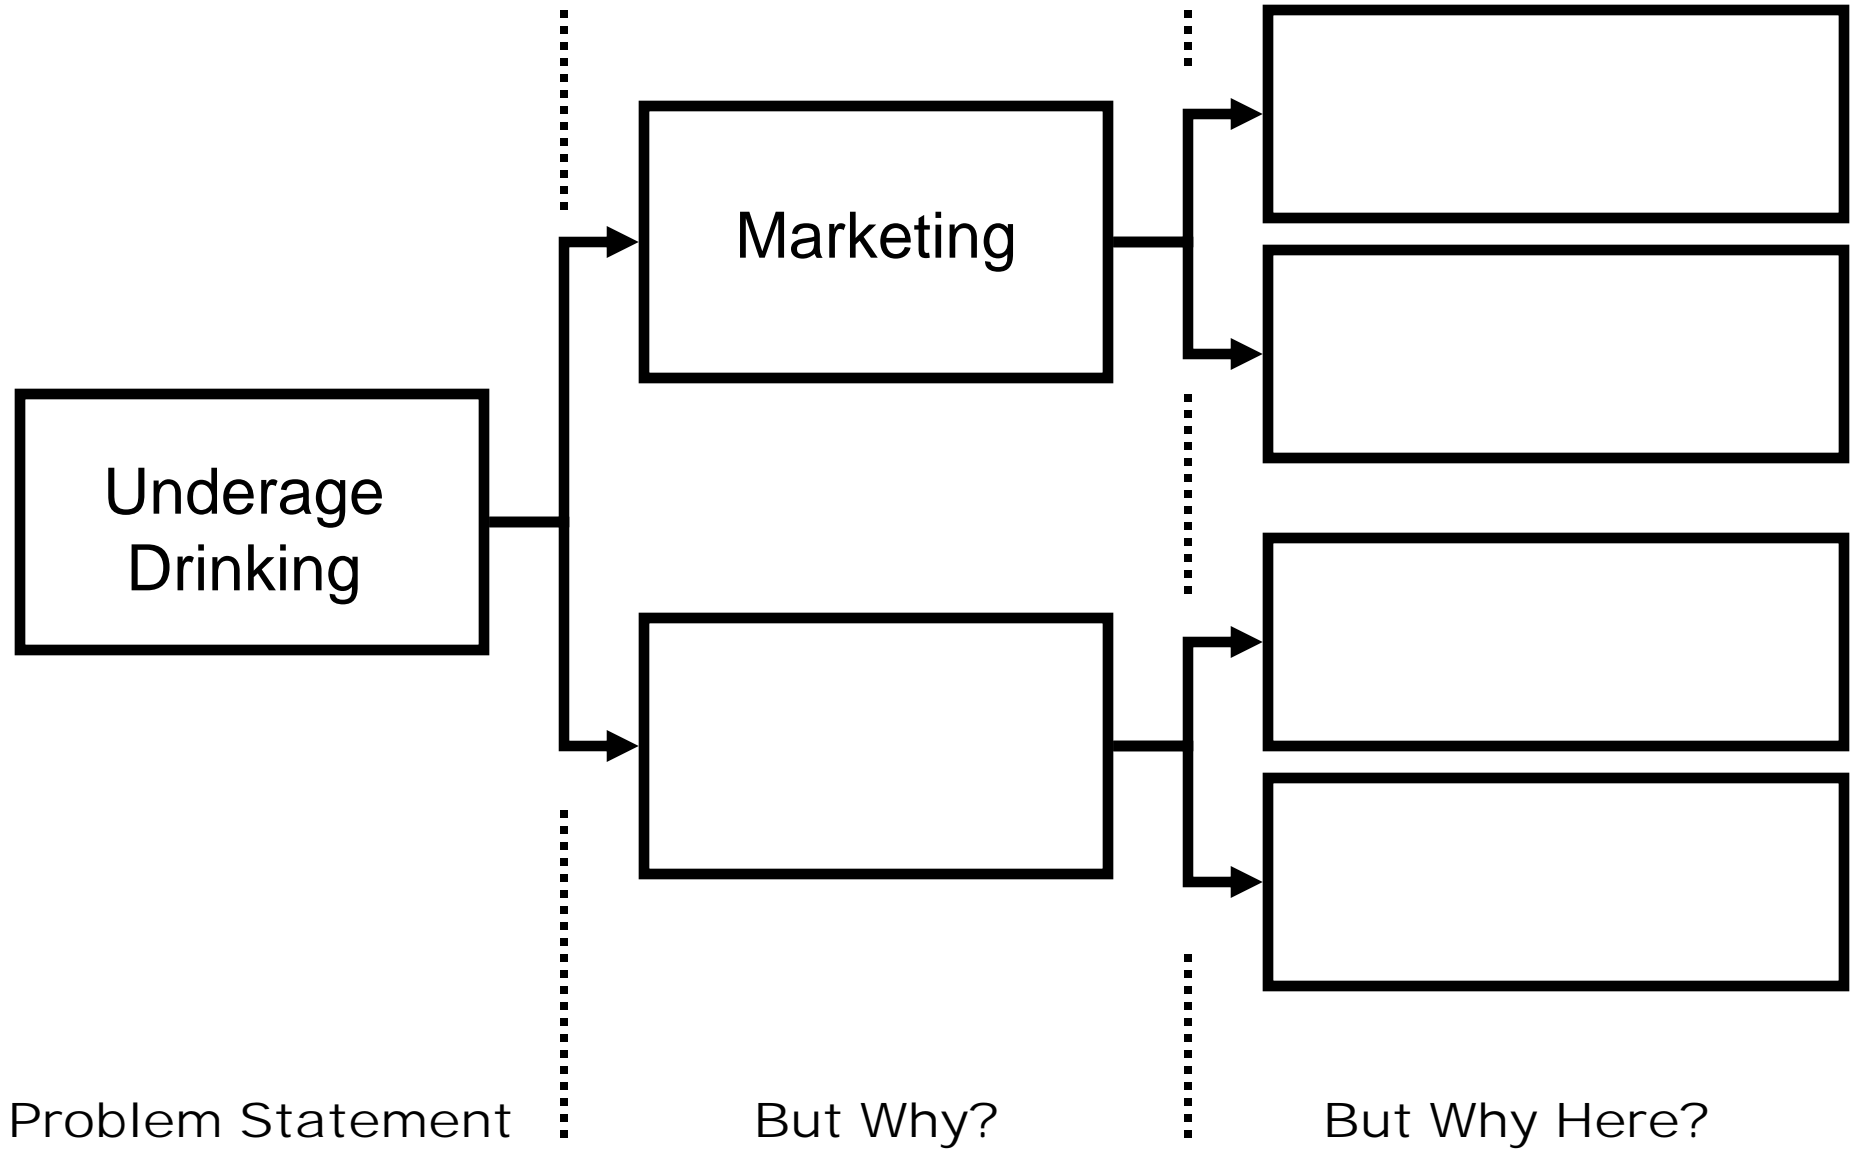 Marketing
Underage
Drinking
Problem Statement
But Why?
But Why Here?